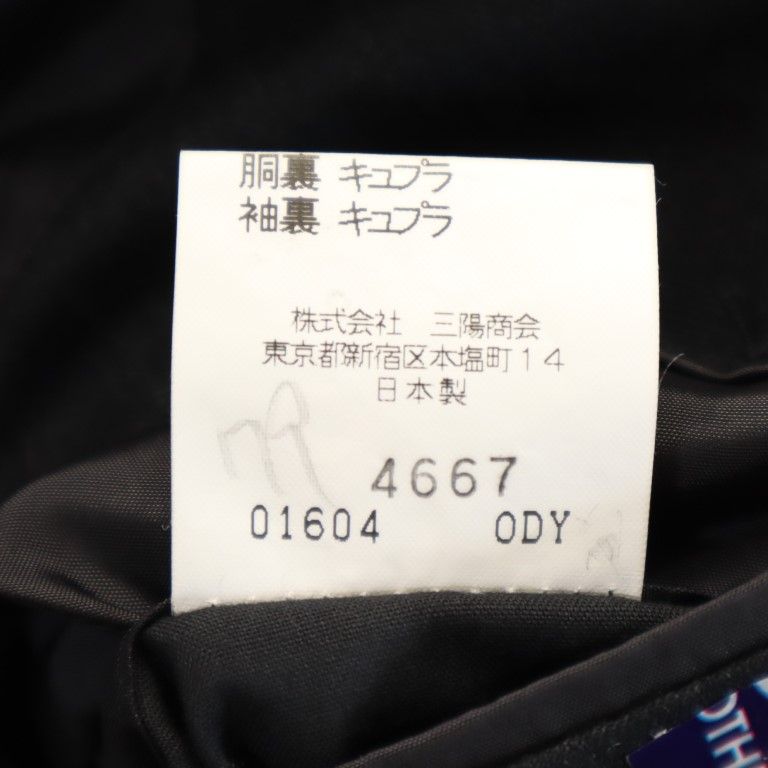 胴裏 キュプラ
袖裏 キュプラ
株式会社 三陽商会
東京都新宿区本塩町14
日本製
4667
01604 ODY
OTH